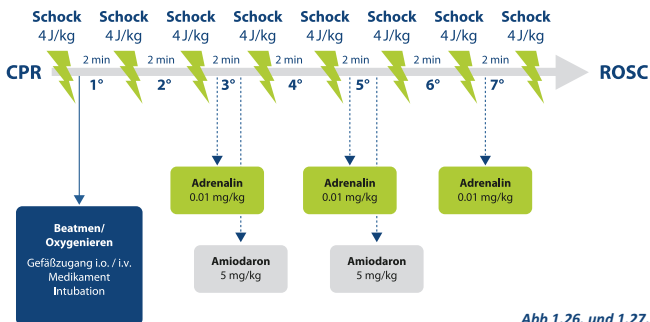 Schock Schock Schock Schock Schock Schock Schock Schock
4 J/kg 4 J/kg 4 J/kg 4 J/kg 4 J/kg 4 J/kg 4 J/kg 4 J/kg
2 min 2 min 2 min 2 min 2 min 2 min 2 min
CPR ROSC
1° 2° 3° 4° 5° 6° 7°
Adrenalin Adrenalin Adrenalin
0.01 mg/kg 0.01 mg/kg 0.01 mg/kg
Beatmen/
Oxygenieren
Gefäßzugang i.o. / i.v.
Medikament
Intubation
Amiodaron Amiodaron
5 mg/kg 5 mg/kg
Abb 1.26. und 1.27.